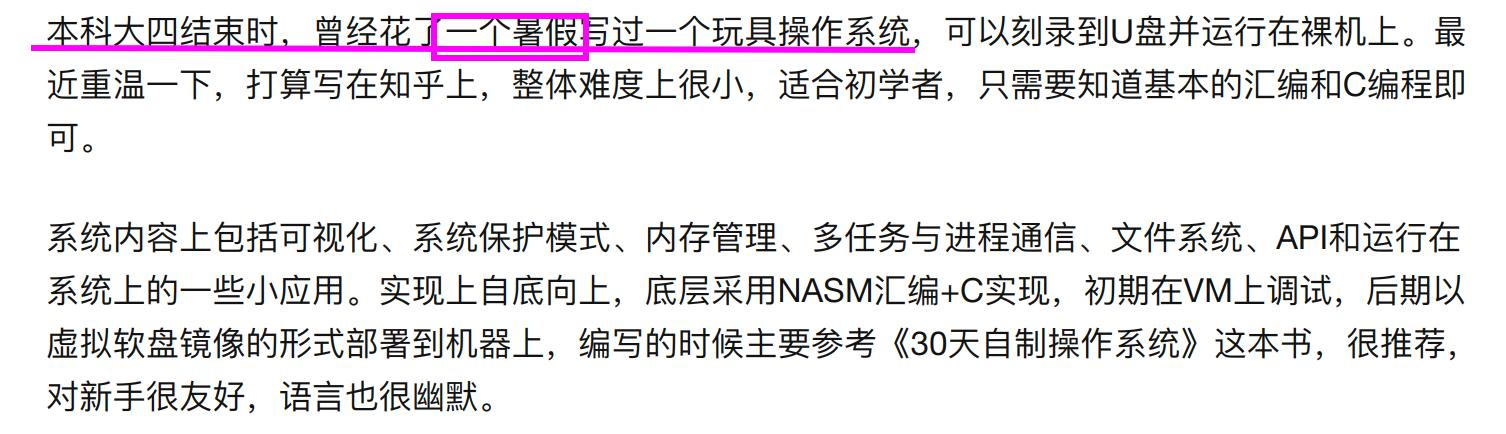 本科大四结束时，曾经花了一个暑假写过一个玩具操作系统，可以刻录到U盘并运行在裸机上。最
近重温一下，打算写在知乎上，整体难度上很小，适合初学者，只需要知道基本的汇编和C编程即
可。
系统内容上包括可视化、系统保护模式、内存管理、多任务与进程通信、文件系统、API和运行在
系统上的一些小应用。实现上自底向上，底层采用NASM汇编+C实现，初期在VM上调试，后期以
虚拟软盘镜像的形式部署到机器上，编写的时候主要参考《30天自制操作系统》这本书，很推荐，
对新手很友好，语言也很幽默。